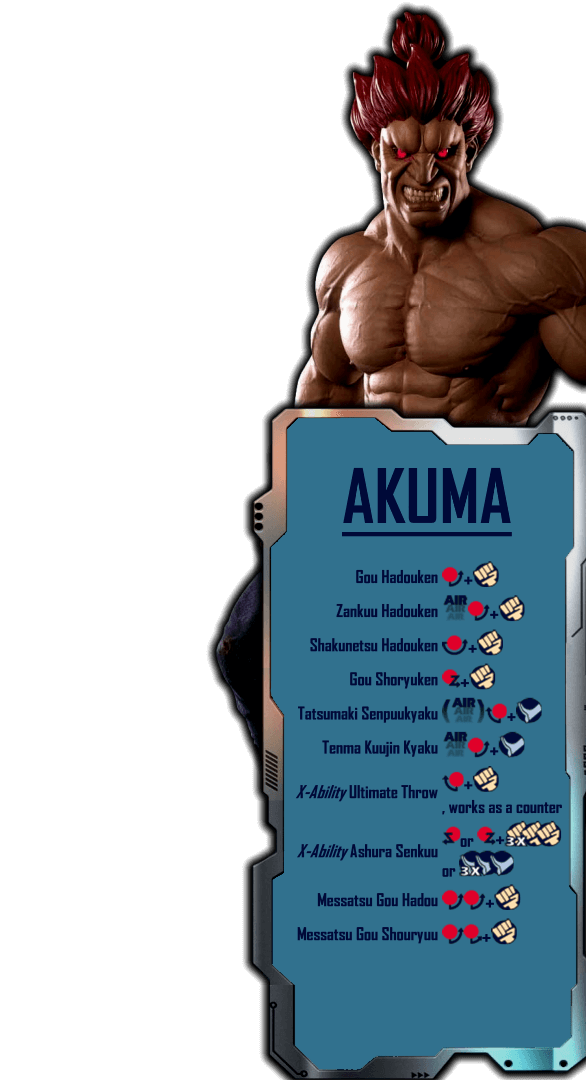 AKUMA
Gou Hadouken +
Zankuu Hadouken AIR +
Shakunetsu Hadouken +
Gou Shoryuken +
Tatsumaki Senpuukyaku ( AIR ) +
Tenma Kuujin Kyaku AIR +
X-Ability Ultimate Throw +
, works as a counter
X-Ability Ashura Senkuu or + 3X
or 3X
Messatsu Gou Hadou +
Messatsu Gou Shouryuu +